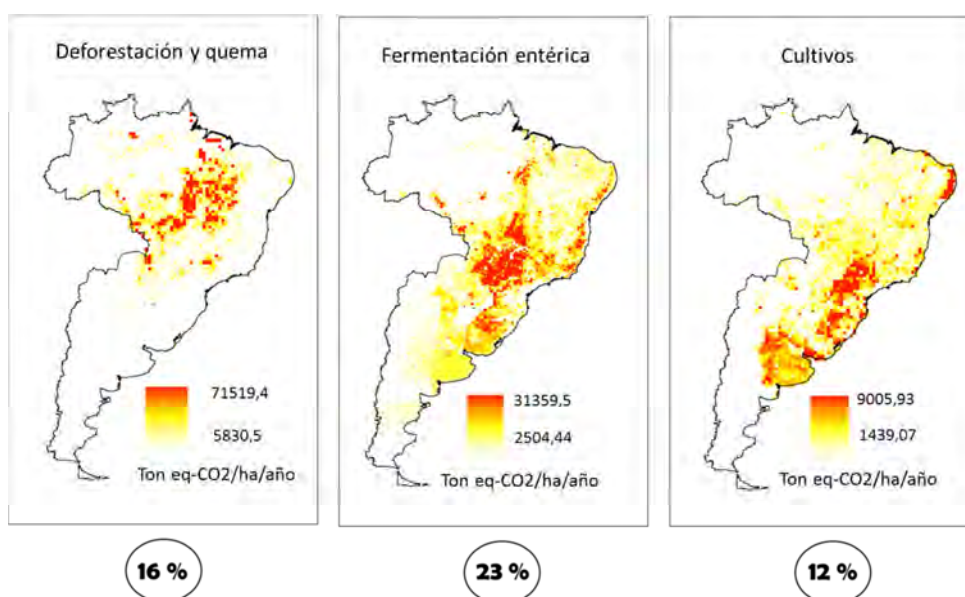 Deforestación y quema
71519,4
5830,5
Ton eq-CO2/ha/año
16 %
Fermentación entérica
31359,5
2504,44
Ton eq-CO2/ha/año
23 %
Cultivos
9005,93
1439,07
Ton eq-CO2/ha/año
12 %